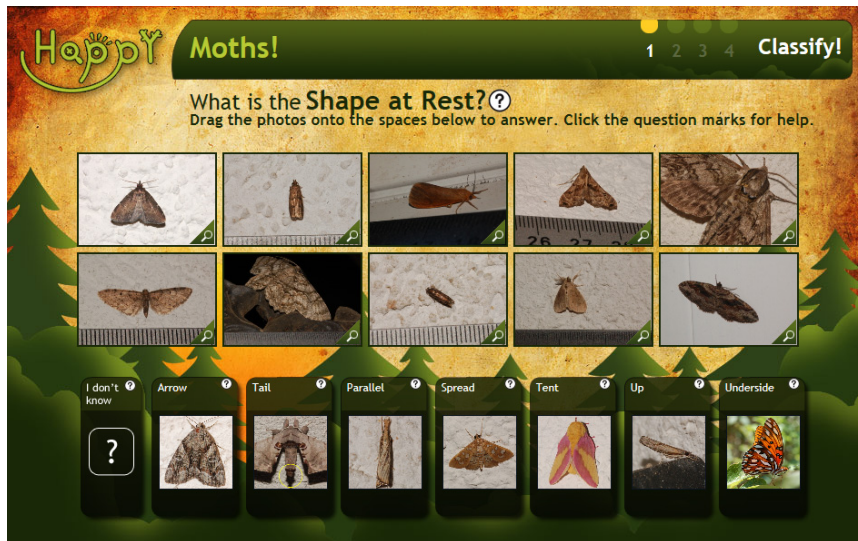 Happy
Moths!
1 2 3 4 Classify!
What is the Shape at Rest? ?
Drag the photos onto the spaces below to answer. Click the question marks for help.
26 27
I don't know ?
Arrow ?
Tail ?
Parallel ?
Spread ?
Tent ?
Up ?
Underside ?
?